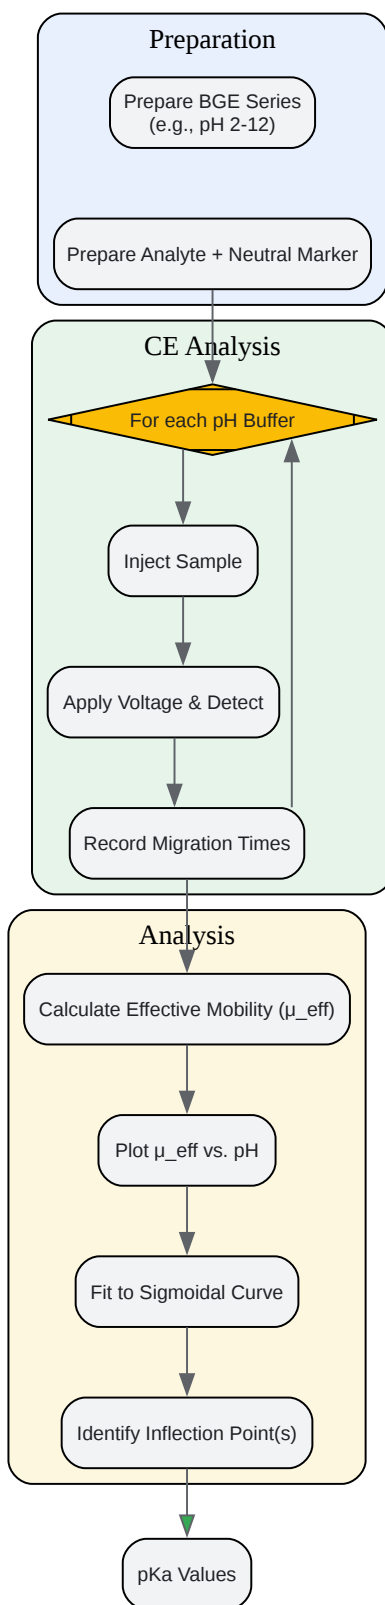 Preparation
Prepare BGE Series
(e.g., pH 2-12)
Prepare Analyte + Neutral Marker
CE Analysis
For each pH Buffer
Inject Sample
Apply Voltage & Detect
Record Migration Times
Analysis
Calculate Effective Mobility (μ_eff)
Plot μ_eff vs. pH
Fit to Sigmoidal Curve
Identify Inflection Point(s)
pKa Values